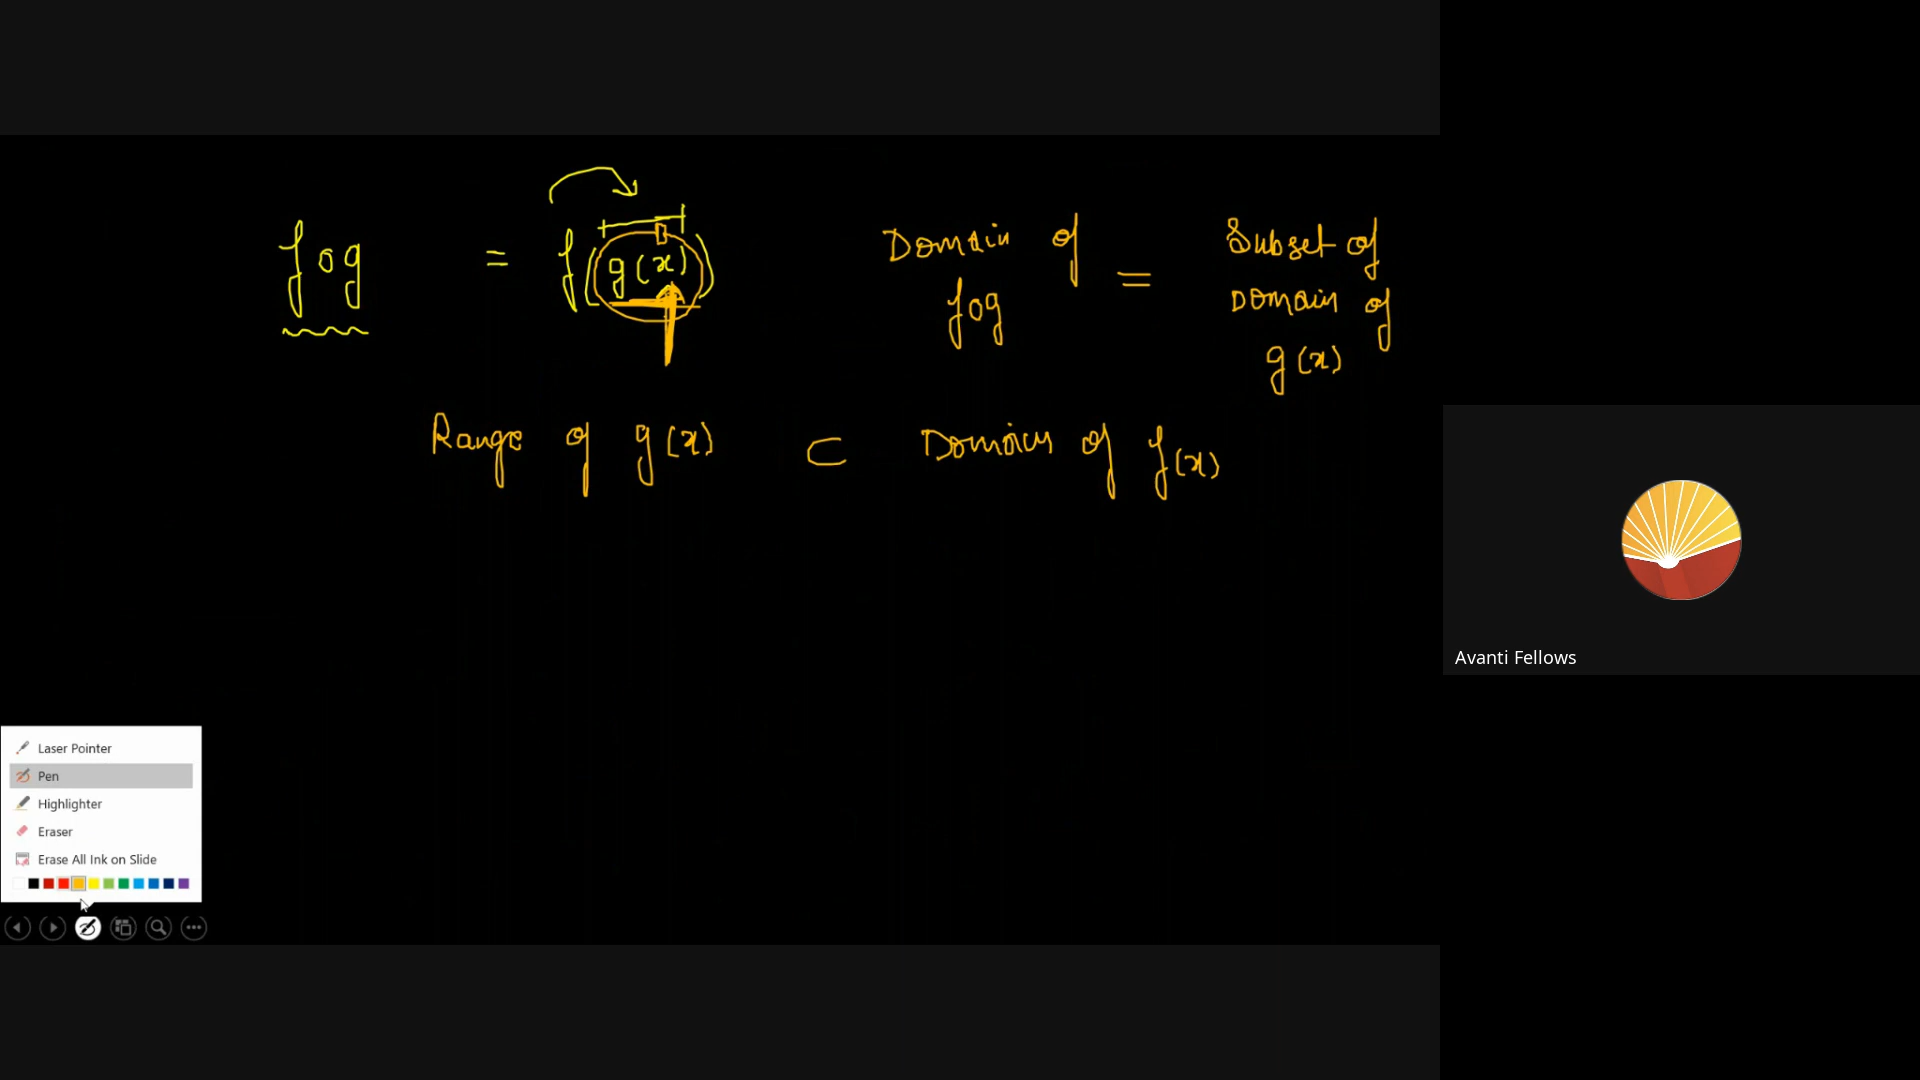 fog = f(g(x))
Domain of fog = Subset of Domain of g(x)
Range of g(x) ⊂ Domain of f(x)
Avanti Fellows
Laser Pointer
Pen
Highlighter
Eraser
Erase All Ink on Slide